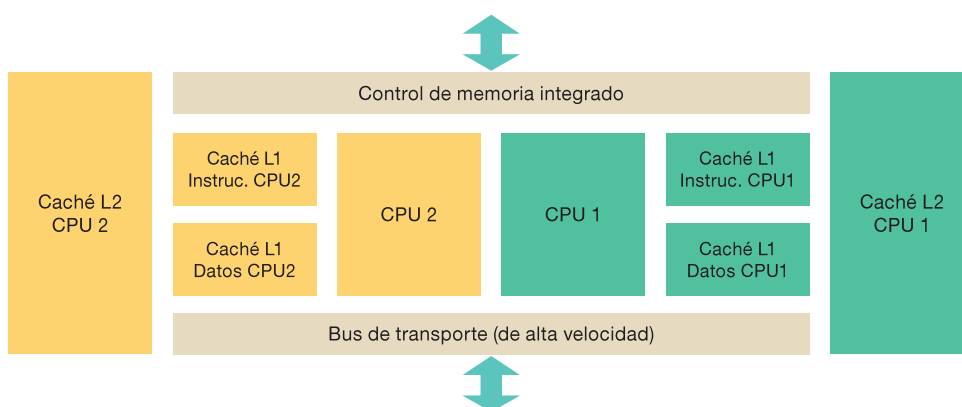 Control de memoria integrado
Caché L2
CPU 2
Caché L1
Instruc. CPU2
Caché L1
Datos CPU2
CPU 2
CPU 1
Caché L1
Instruc. CPU1
Caché L1
Datos CPU1
Caché L2
CPU 1
Bus de transporte (de alta velocidad)